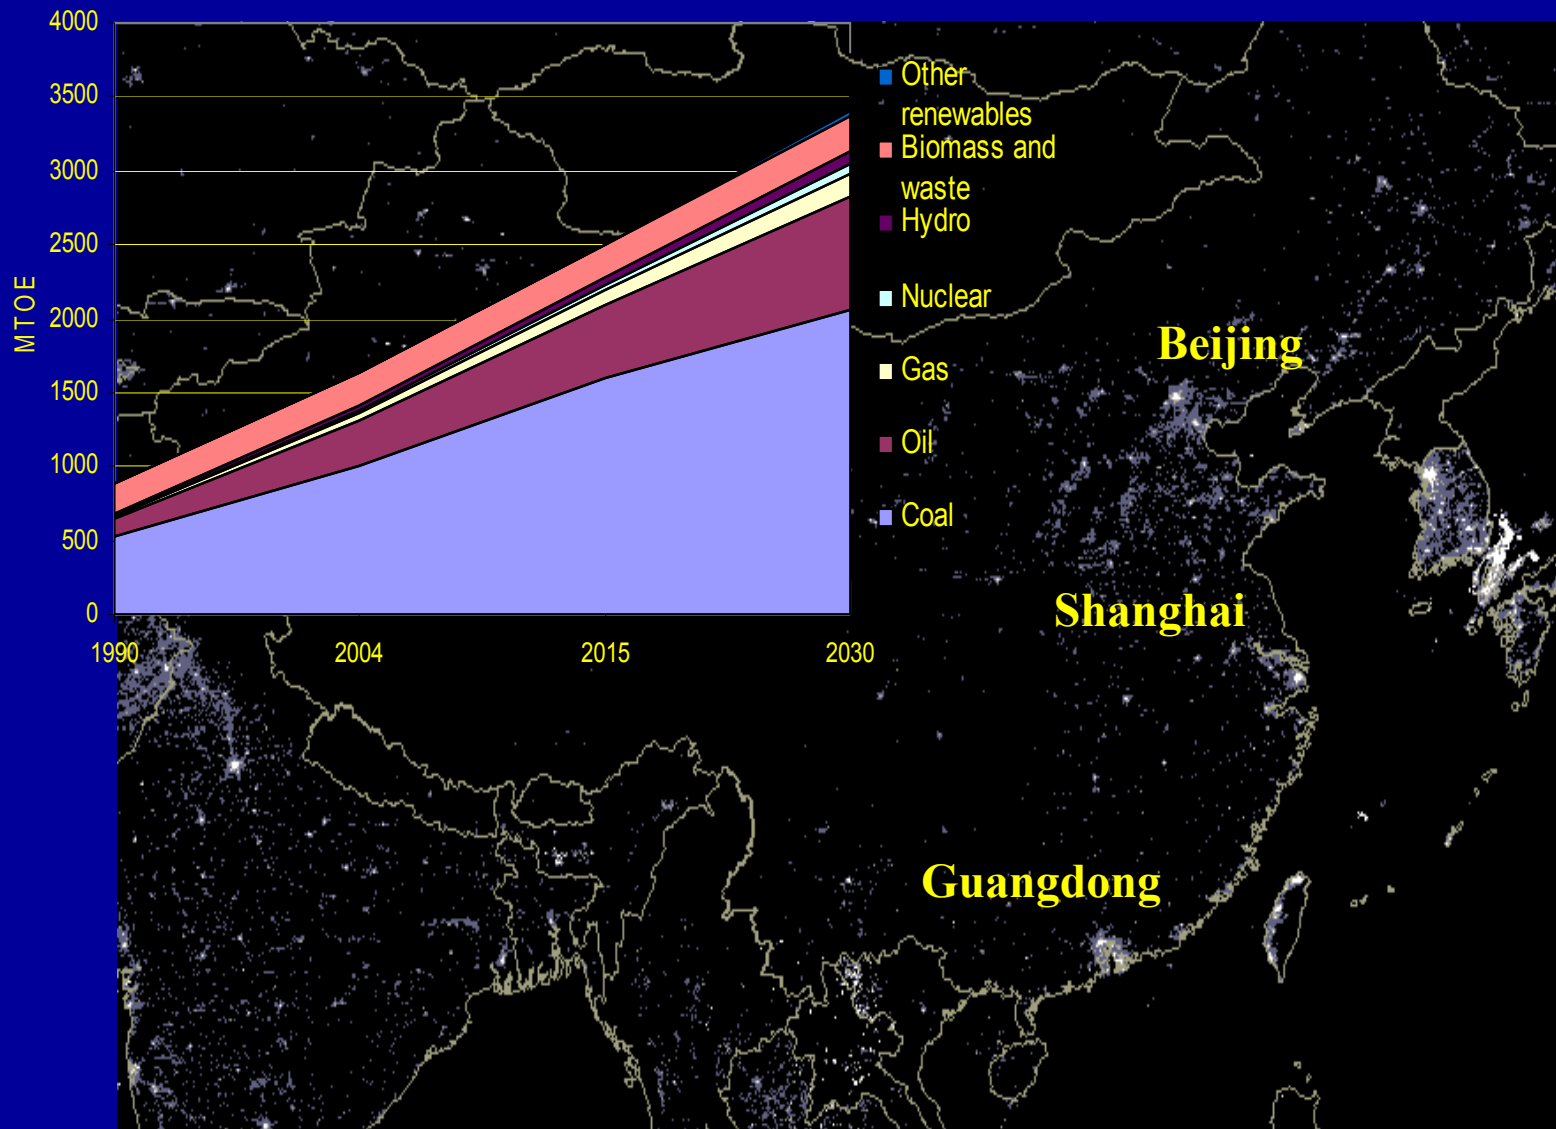 4000
3500
3000
2500
2000
1500
1000
500
0
MTOE
1990 2004 2015 2030
Other
renewables
Biomass and
waste
Hydro
Nuclear
Gas
Oil
Coal
Beijing
Shanghai
Guangdong